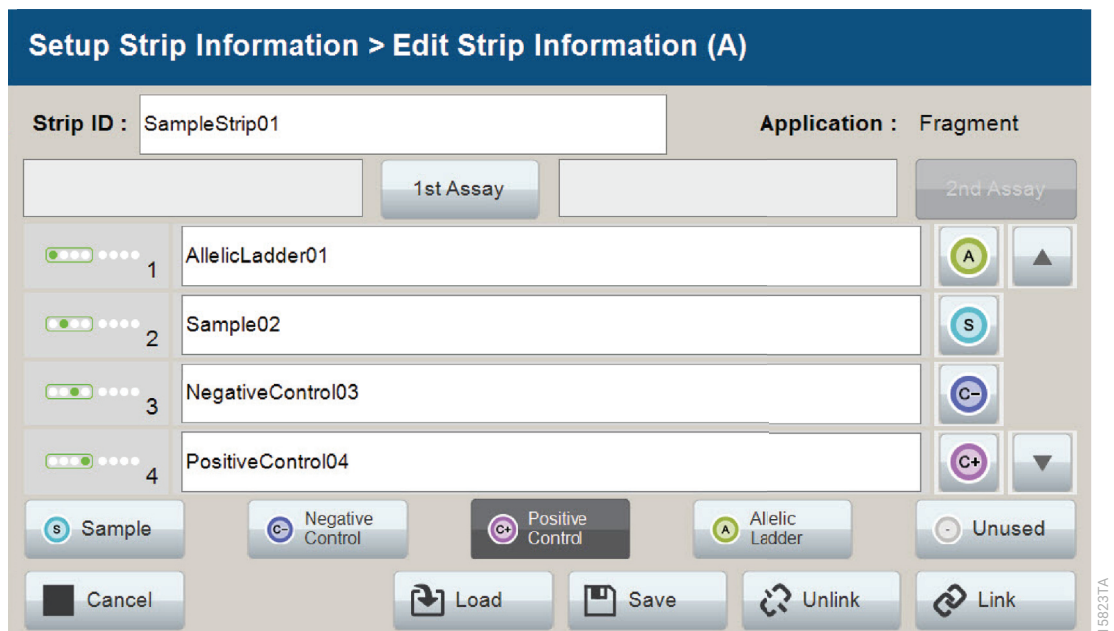 Setup Strip Information > Edit Strip Information (A)
Strip ID : SampleStrip01 Application : Fragment
1st Assay 2nd Assay
1 AllelicLadder01 A
2 Sample02 S
3 NegativeControl03 C-
4 PositiveControl04 C+
S Sample C- Negative Control C+ Positive Control A Allelic Ladder - Unused
Cancel Load Save Unlink Link
15823TA